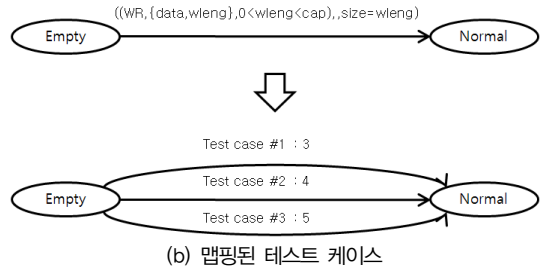 ((WR,{data,wleng},0<wleng<cap),,size=wleng)
Empty
Normal
Test case #1 : 3
Test case #2 : 4
Empty
Normal
Test case #3 : 5
(b) 맵핑된 테스트 케이스